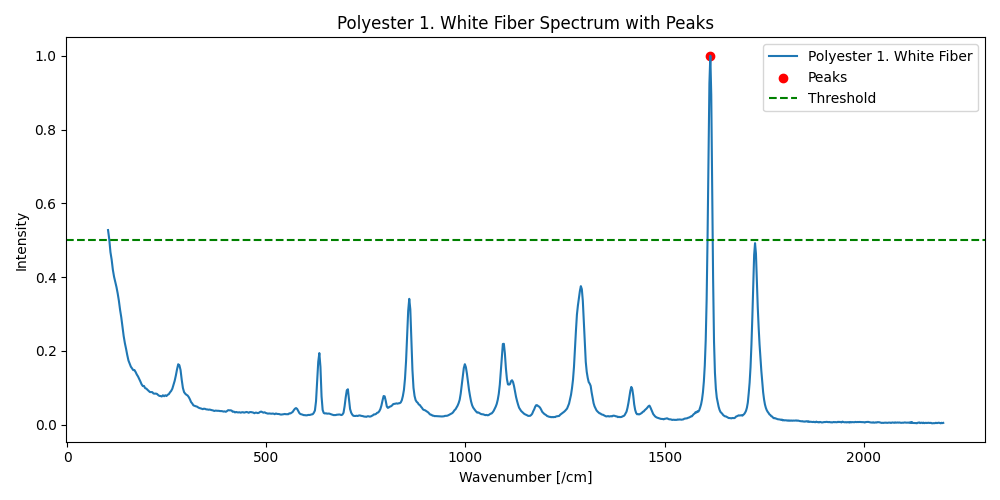 Polyester 1. White Fiber Spectrum with Peaks
Polyester 1. White Fiber
Peaks
Threshold
Intensity
1.0
0.8
0.6
0.4
0.2
0.0
0 500 1000 1500 2000
Wavenumber [/cm]